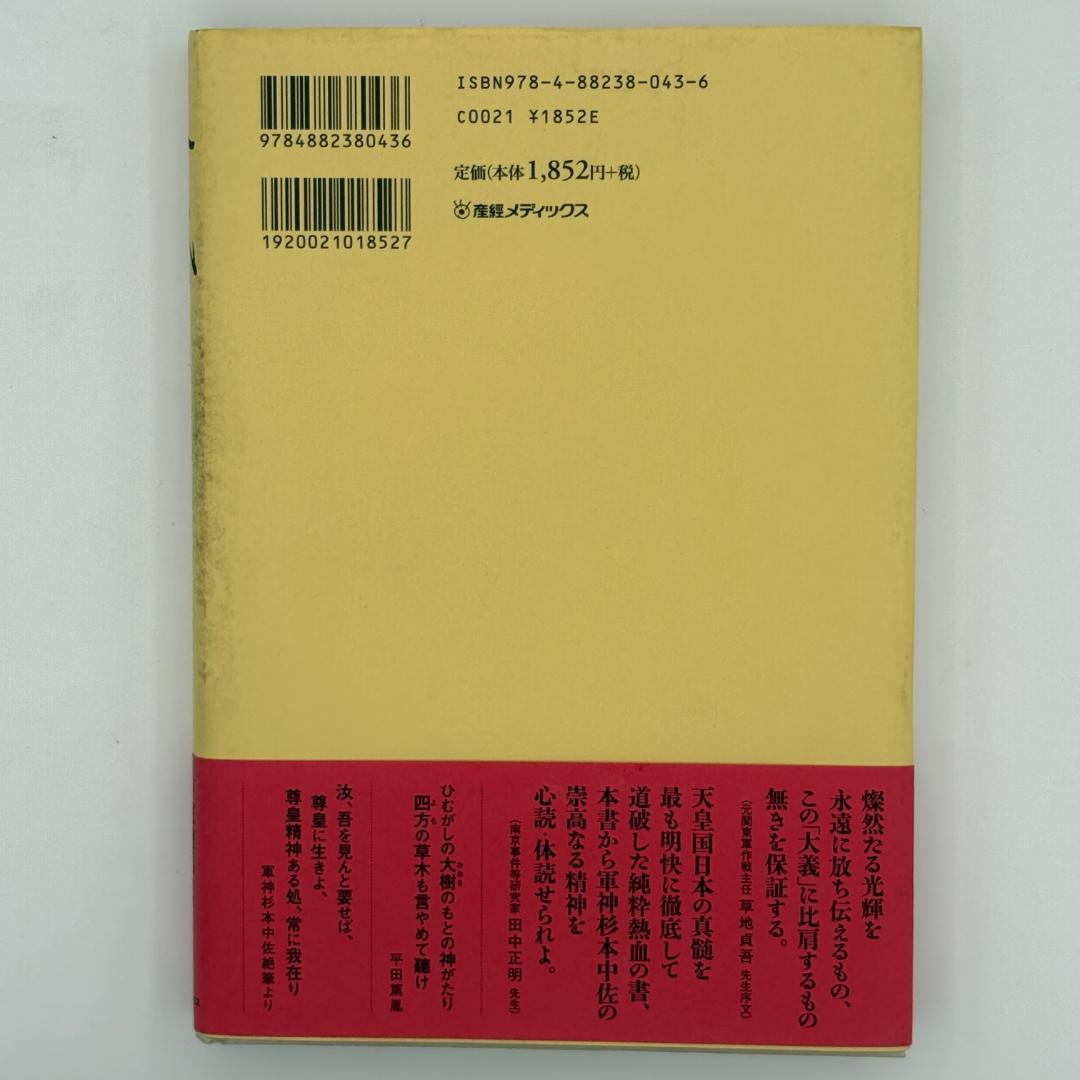 9784882380436
1920021018527
ISBN978-4-88238-043-6
C0021 ¥1852E
定価(本体1,852円+税)
産經メディックス
燦然たる光輝を
永遠に放ち伝えるもの、
この「大義」に比肩するもの
無きを保証する。
(元関東軍作戦主任 草地貞吾 先生序文)
天皇国日本の真髄を
最も明快に徹底して
道破した純粋熱血の書、
本書から軍神杉本中佐の
崇高なる精神を
心読・体読せられよ。
(南京事件等研究家 田中正明 先生)
ひむがしの大樹のもとの神がたり
四方の草木も言やめて聴け
平田篤胤
汝、吾を見んと要せば、
尊皇に生きよ、
尊皇精神ある処、常に我在り
軍神杉本中佐絶筆より